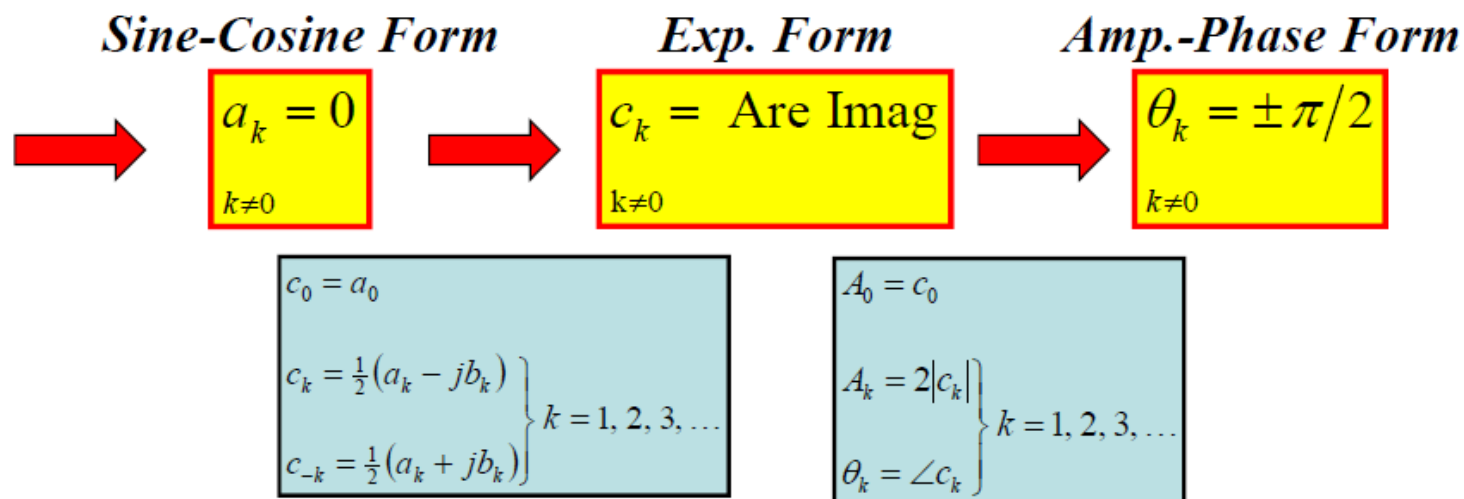 Sine-Cosine Form Exp. Form Amp.-Phase Form
a_k = 0 c_k = Are Imag θ_k = ± π/2
k≠0 k≠0 k≠0
c_0 = a_0
c_k = ½(a_k − jb_k)
c_{−k} = ½(a_k + jb_k)
} k = 1, 2, 3, …
A_0 = c_0
A_k = 2|c_k|
θ_k = ∠c_k
} k = 1, 2, 3, …